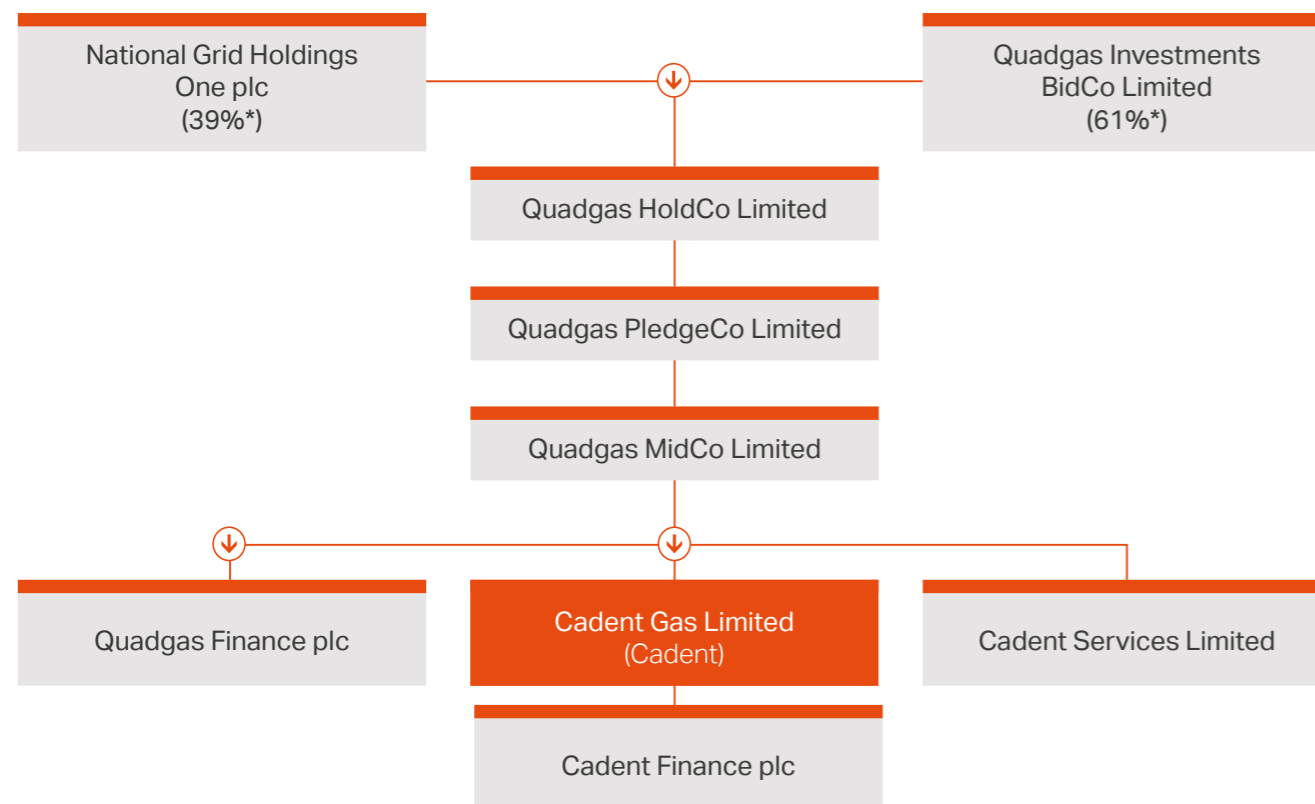 National Grid Holdings
One plc
(39%*)
Quadgas Investments
BidCo Limited
(61%*)
Quadgas HoldCo Limited
Quadgas PledgeCo Limited
Quadgas MidCo Limited
Quadgas Finance plc
Cadent Gas Limited
(Cadent)
Cadent Services Limited
Cadent Finance plc